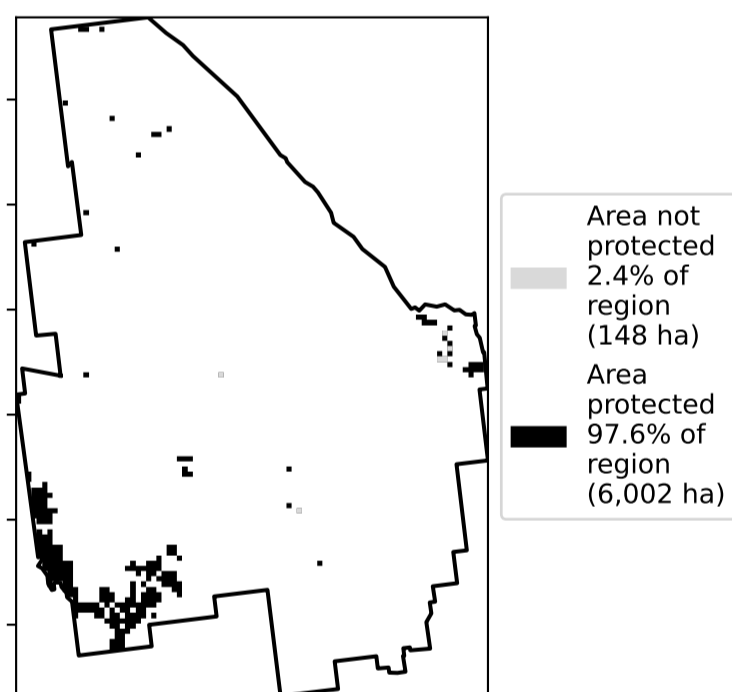 Area not
protected
2.4% of
region
(148 ha)
Area
protected
97.6% of
region
(6,002 ha)